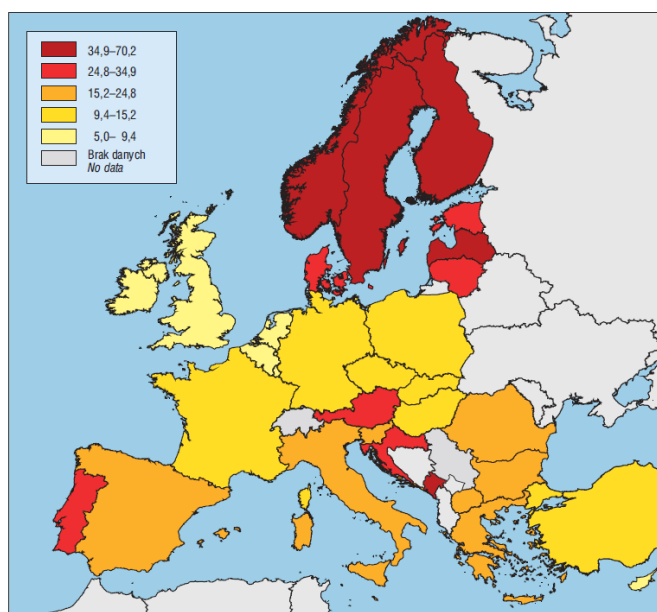 34,9–70,2
24,8–34,9
15,2–24,8
9,4–15,2
5,0– 9,4
Brak danych
No data